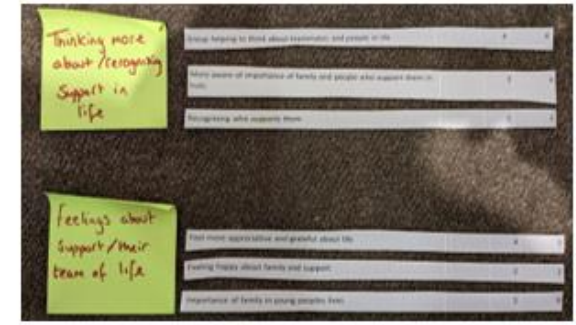 Thinking more
about/recognising
Support in
life
Group helping to think about teammates and people in life
More aware of importance of family and people who support them in
lives
Recognising who supports them
Feelings about
Support/their
team of life
Feel more appreciative and grateful about life
Feeling happy about family and support
Importance of family in young peoples lives